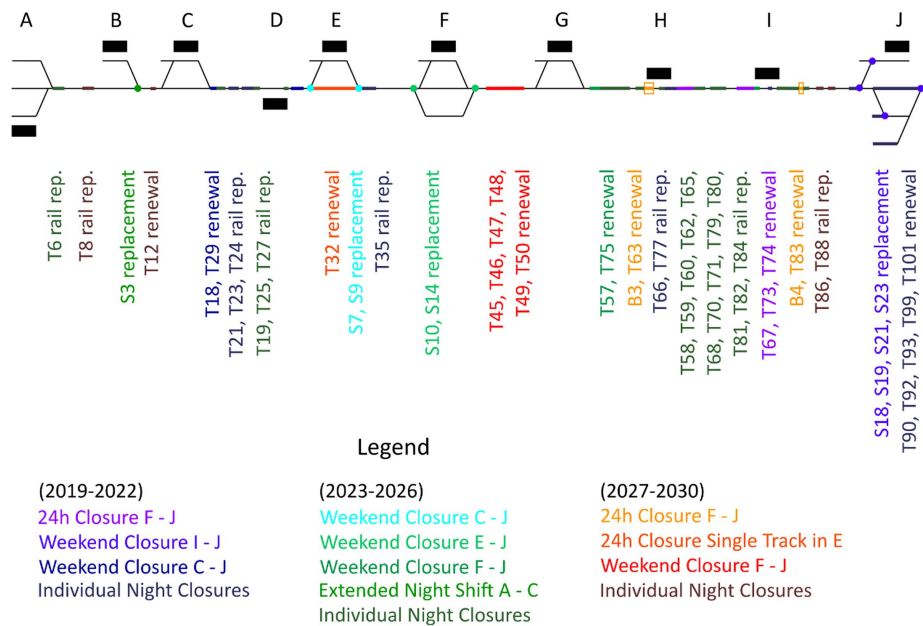 A B C D E F G H I J
T6 rail rep.
T8 rail rep.
S3 replacement
T12 renewal
T18, T29 renewal
T21, T23, T24 rail rep.
T19, T25, T27 rail rep.
T32 renewal
S7, S9 replacement
T35 rail rep.
S10, S14 replacement
T45, T46, T47, T48,
T49, T50 renewal
T57, T75 renewal
B3, T63 renewal
T66, T77 rail rep.
T58, T59, T60, T62, T65,
T68, T70, T71, T79, T80,
T81, T82, T84 rail rep.
T67, T73, T74 renewal
B4, T83 renewal
T86, T88 rail rep.
S18, S19, S21, S23 replacement
T90, T92, T93, T99, T101 renewal
Legend
(2019-2022)
24h Closure F - J
Weekend Closure I - J
Weekend Closure C - J
Individual Night Closures
(2023-2026)
Weekend Closure C - J
Weekend Closure E - J
Weekend Closure F - J
Extended Night Shift A - C
Individual Night Closures
(2027-2030)
24h Closure F - J
24h Closure Single Track in E
Weekend Closure F - J
Individual Night Closures